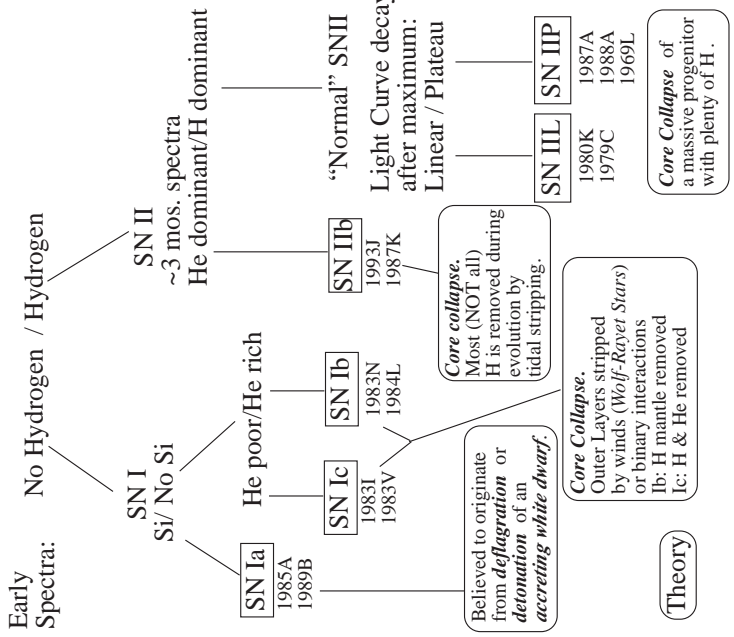 Early
Spectra:
No Hydrogen / Hydrogen
SN I
Si/ No Si
SN II
~3 mos. spectra
He dominant/H dominant
He poor/He rich
“Normal” SNII
Light Curve decay
after maximum:
Linear / Plateau
SN Ia
1985A
1989B
SN Ic
1983I
1983V
SN Ib
1983N
1984L
SN IIb
1993J
1987K
SN IIL
1980K
1979C
SN IIP
1987A
1988A
1969L
Believed to originate
from deflagration or
detonation of an
accreting white dwarf.
Core Collapse.
Outer Layers stripped
by winds (Wolf-Rayet Stars)
or binary interactions
Ib: H mantle removed
Ic: H & He removed
Core collapse.
Most (NOT all)
H is removed during
evolution by
tidal stripping.
Core Collapse of
a massive progenitor
with plenty of H.
Theory